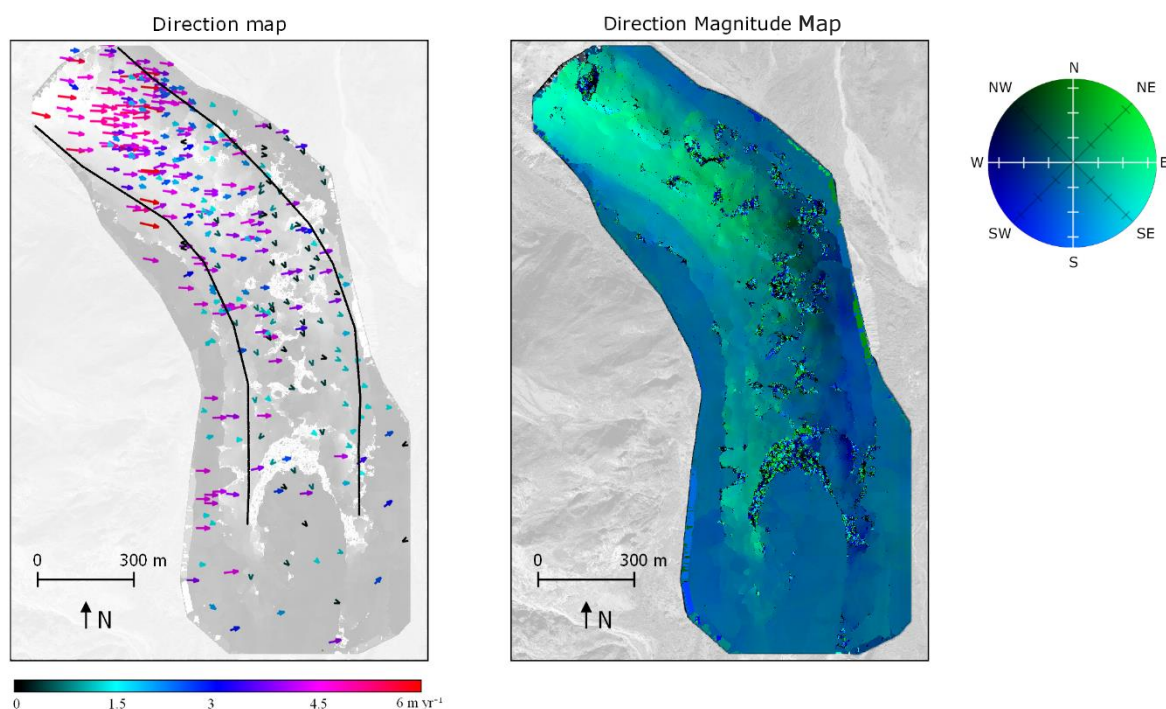 Direction map
Direction Magnitude Map
N
NW NE
W E
SW SE
S
0 300 m
N
0 300 m
N
0 1.5 3 4.5 6 m yr⁻¹